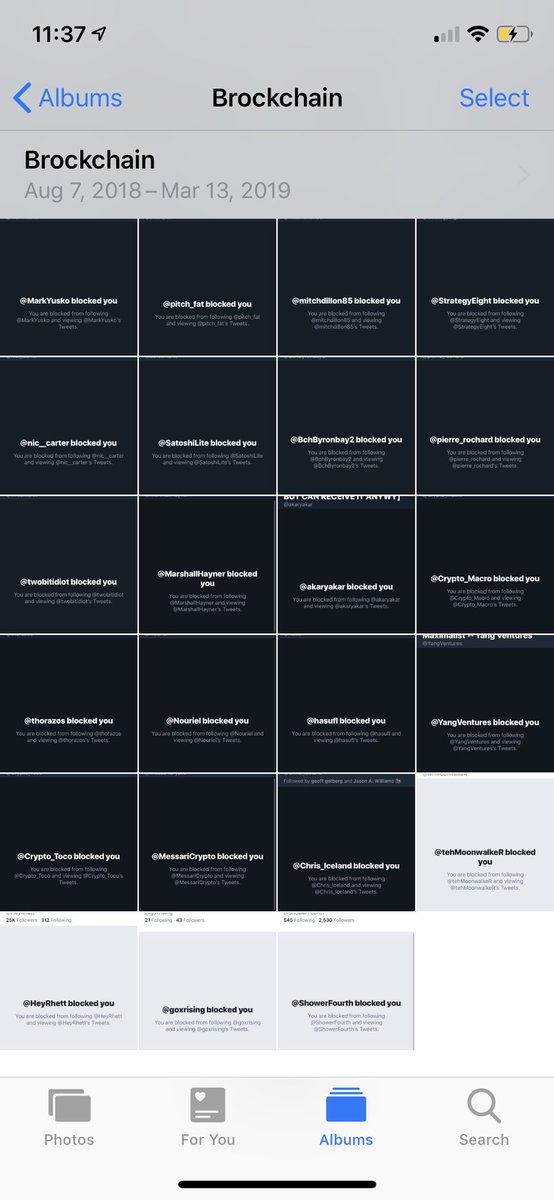 11:37
Albums
Brockchain
Select
Brockchain
Aug 7, 2018 – Mar 13, 2019
@MarkYusko blocked you
You are blocked from following
@MarkYusko and viewing @MarkYusko's
Tweets.
@pitch_fat blocked you
You are blocked from following @pitch_fat
and viewing @pitch_fat's Tweets.
@mitchdillon85 blocked you
You are blocked from following
@mitchdillon85 and viewing
@mitchdillon85's Tweets.
@StrategyEight blocked you
You are blocked from following
@StrategyEight and viewing
@StrategyEight's Tweets.
@nic__carter blocked you
You are blocked from following @nic__carter
and viewing @nic__carter's Tweets.
@SatoshiLite blocked you
You are blocked from following @SatoshiLite
and viewing @SatoshiLite's Tweets.
@BchByronbay2 blocked you
You are blocked from following
@BchByronbay2 and viewing
@BchByronbay2's Tweets.
@pierre_rochard blocked you
You are blocked from following
@pierre_rochard and viewing
@pierre_rochard's Tweets.
@twobitidiot blocked you
You are blocked from following @twobitidiot
and viewing @twobitidiot's Tweets.
@MarshallHayner blocked
you
You are blocked from following
@MarshallHayner and viewing
@MarshallHayner's Tweets.
BUT CAN RECEIVE IT ANYWY]
@akaryakar
@akaryakar blocked you
You are blocked from following @akaryakar
and viewing @akaryakar's Tweets.
@Crypto_Macro blocked you
You are blocked from following
@Crypto_Macro and viewing
@Crypto_Macro's Tweets.
@thorazos blocked you
You are blocked from following @thorazos
and viewing @thorazos's Tweets.
@Nouriel blocked you
You are blocked from following @Nouriel and
viewing @Nouriel's Tweets.
@hasufl blocked you
You are blocked from following @hasufl and
viewing @hasufl's Tweets.
Maximalist Yang Ventures
@YangVentures
@YangVentures blocked you
You are blocked from following
@YangVentures and viewing
@YangVentures's Tweets.
@Crypto_Toco blocked you
You are blocked from following
@Crypto_Toco and viewing @Crypto_Toco's
Tweets.
@MessariCrypto blocked you
You are blocked from following
@MessariCrypto and viewing
@MessariCrypto's Tweets.
Followed by geoff golberg and Jason A. Williams
@Chris_Iceland blocked you
You are blocked from following
@Chris_Iceland and viewing
@Chris_Iceland's Tweets.
@tehMoonwalkeR blocked
you
You are blocked from following
@tehMoonwalkeR and viewing
@tehMoonwalkeR's Tweets.
25K Followers 312 Following
@HeyRhett blocked you
You are blocked from following @HeyRhett
and viewing @HeyRhett's Tweets.
21 Following 43 Followers
@goxrising blocked you
You are blocked from following @goxrising
and viewing @goxrising's Tweets.
545 Following 2,530 Followers
@ShowerFourth blocked you
You are blocked from following
@ShowerFourth and viewing
@ShowerFourth's Tweets.
Photos
For You
Albums
Search